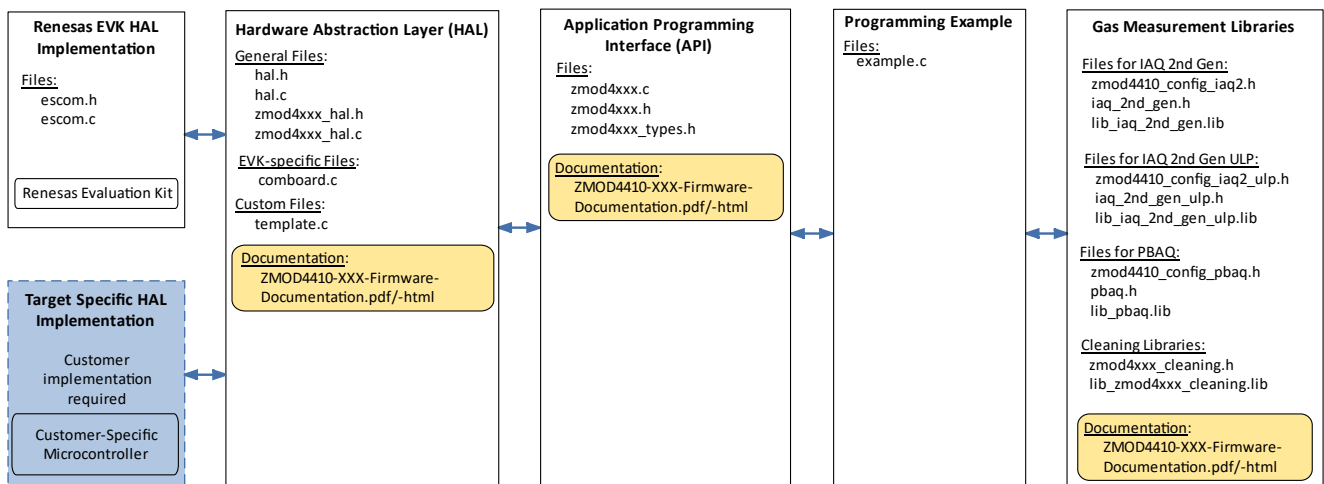 Renesas EVK HAL
Implementation
Files:
escom.h
escom.c
Renesas Evaluation Kit
Target Specific HAL
Implementation
Customer
implementation
required
Customer-Specific
Microcontroller
Hardware Abstraction Layer (HAL)
General Files:
hal.h
hal.c
zmod4xxx_hal.h
zmod4xxx_hal.c
EVK-specific Files:
comboard.c
Custom Files:
template.c
Documentation:
ZMOD4410-XXX-Firmware-
Documentation.pdf/-html
Application Programming
Interface (API)
Files:
zmod4xxx.c
zmod4xxx.h
zmod4xxx_types.h
Documentation:
ZMOD4410-XXX-Firmware-
Documentation.pdf/-html
Programming Example
Files:
example.c
Gas Measurement Libraries
Files for IAQ 2nd Gen:
zmod4410_config_iaq2.h
iaq_2nd_gen.h
lib_iaq_2nd_gen.lib
Files for IAQ 2nd Gen ULP:
zmod4410_config_iaq2_ulp.h
iaq_2nd_gen_ulp.h
lib_iaq_2nd_gen_ulp.lib
Files for PBAQ:
zmod4410_config_pbaq.h
pbaq.h
lib_pbaq.lib
Cleaning Libraries:
zmod4xxx_cleaning.h
lib_zmod4xxx_cleaning.lib
Documentation:
ZMOD4410-XXX-Firmware-
Documentation.pdf/-html